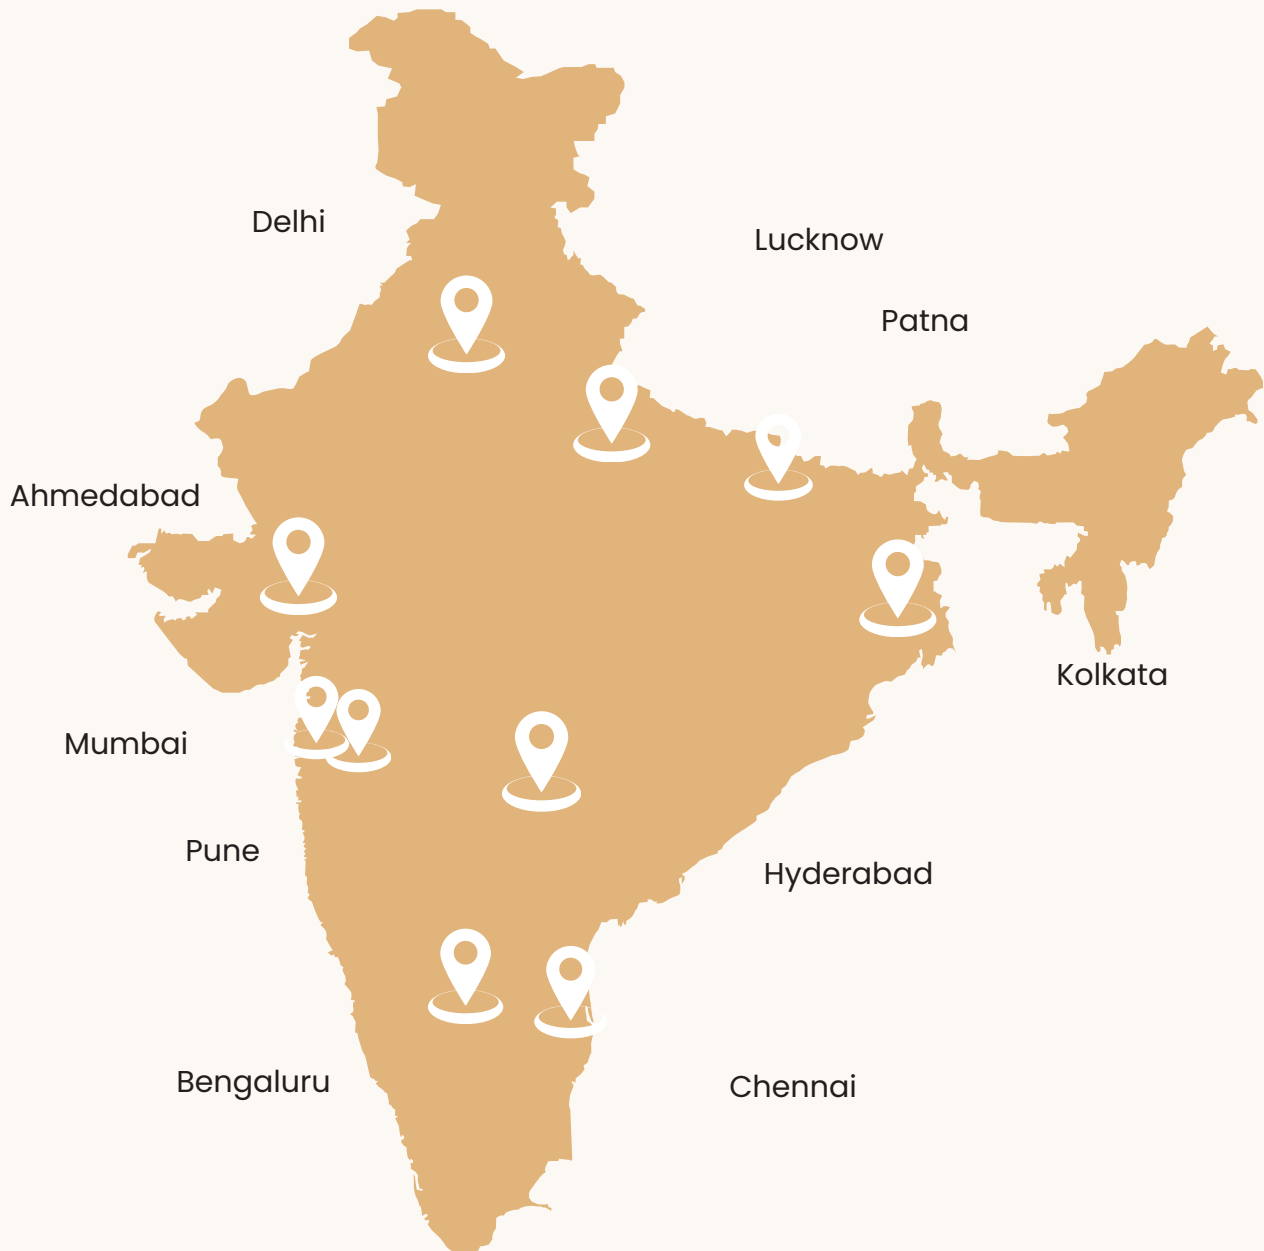 Delhi
Lucknow
Patna
Ahmedabad
Kolkata
Mumbai
Pune
Hyderabad
Bengaluru
Chennai